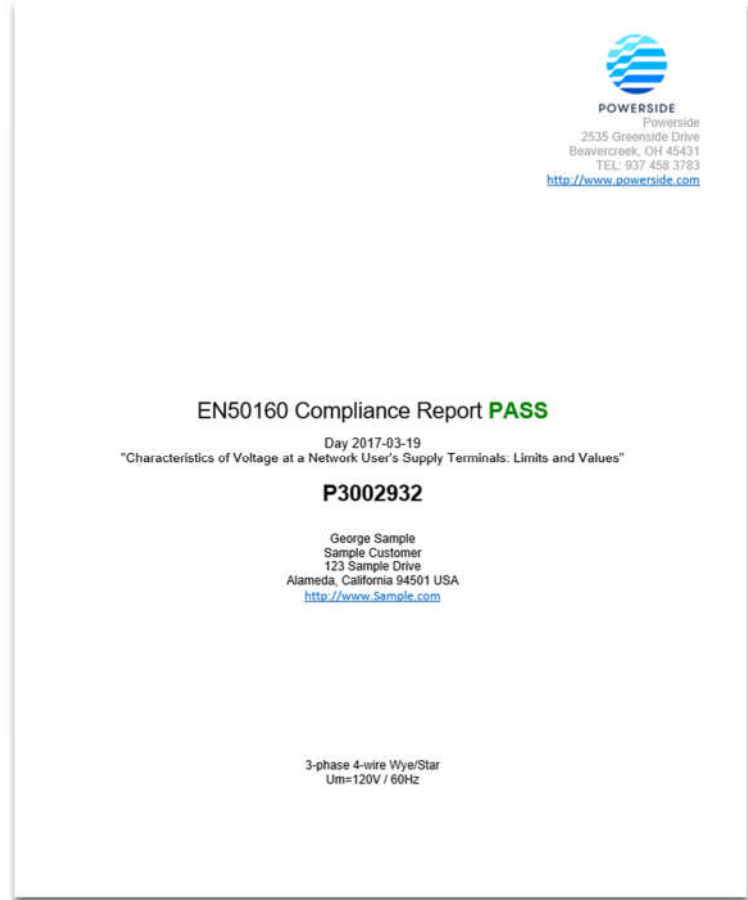 POWERSIDE
Powerside
2535 Greenside Drive
Beavercreek, OH 45431
TEL: 937 458 3783
http://www.powerside.com
EN50160 Compliance Report PASS
Day 2017-03-19
"Characteristics of Voltage at a Network User's Supply Terminals: Limits and Values"
P3002932
George Sample
Sample Customer
123 Sample Drive
Alameda, California 94501 USA
http://www.Sample.com
3-phase 4-wire Wye/Star
Um=120V / 60Hz